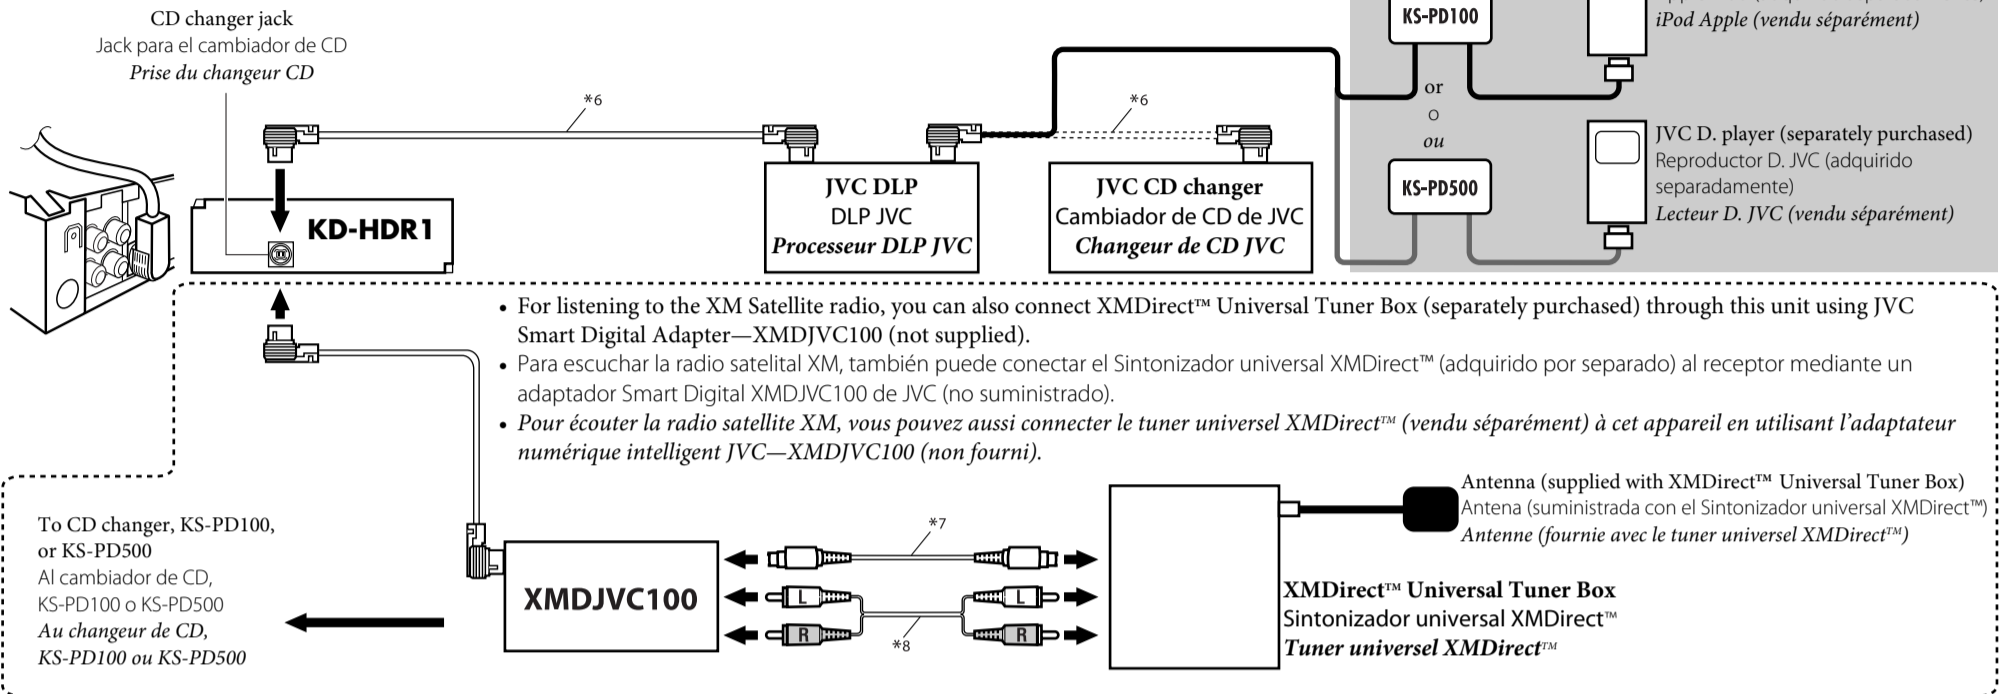 CD changer jack
Jack para el cambiador de CD
Prise du changeur CD
KS-PD100
iPod Apple (vendu séparément)
or
o
ou
*6
*6
KS-PD500
JVC D. player (separately purchased)
Reproductor D. JVC (adquirido
separadamente)
Lecteur D. JVC (vendu séparément)
KD-HDR1
JVC DLP
DLP JVC
Processeur DLP JVC
JVC CD changer
Cambiador de CD de JVC
Changeur de CD JVC
• For listening to the XM Satellite radio, you can also connect XMDirect™ Universal Tuner Box (separately purchased) through this unit using JVC
Smart Digital Adapter—XMDJVC100 (not supplied).
• Para escuchar la radio satelital XM, también puede conectar el Sintonizador universal XMDirect™ (adquirido por separado) al receptor mediante un
adaptador Smart Digital XMDJVC100 de JVC (no suministrado).
• Pour écouter la radio satellite XM, vous pouvez aussi connecter le tuner universel XMDirect™ (vendu séparément) à cet appareil en utilisant l'adaptateur
numérique intelligent JVC—XMDJVC100 (non fourni).
To CD changer, KS-PD100,
or KS-PD500
Al cambiador de CD,
KS-PD100 o KS-PD500
Au changeur de CD,
KS-PD100 ou KS-PD500
XMDJVC100
*7
L
L
R
R
*8
Antenna (supplied with XMDirect™ Universal Tuner Box)
Antena (suministrada con el Sintonizador universal XMDirect™)
Antenne (fournie avec le tuner universel XMDirect™)
XMDirect™ Universal Tuner Box
Sintonizador universal XMDirect™
Tuner universel XMDirect™